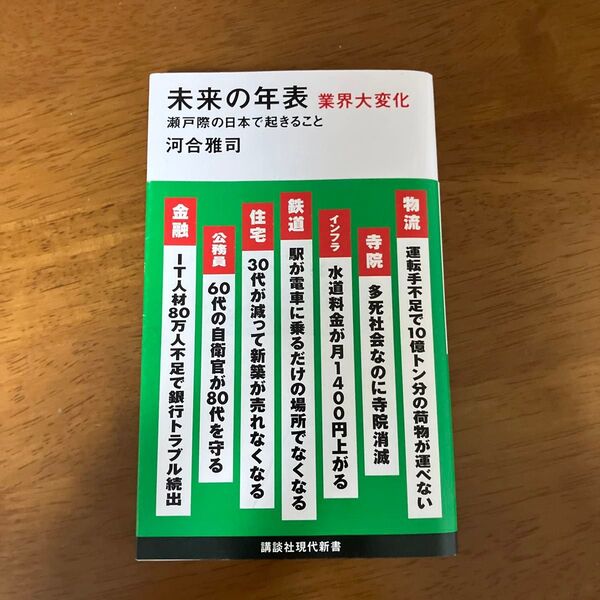 未来の年表 業界大変化
瀬戸際の日本で起きること
河合雅司
物流 運転手不足で10億トン分の荷物が運べない
寺院 多死社会なのに寺院消滅
インフラ 水道料金が月1400円上がる
鉄道 駅が電車に乗るだけの場所でなくなる
住宅 30代が減って新築が売れなくなる
公務員 60代の自衛官が80代を守る
金融 IT人材80万人不足で銀行トラブル続出
講談社現代新書